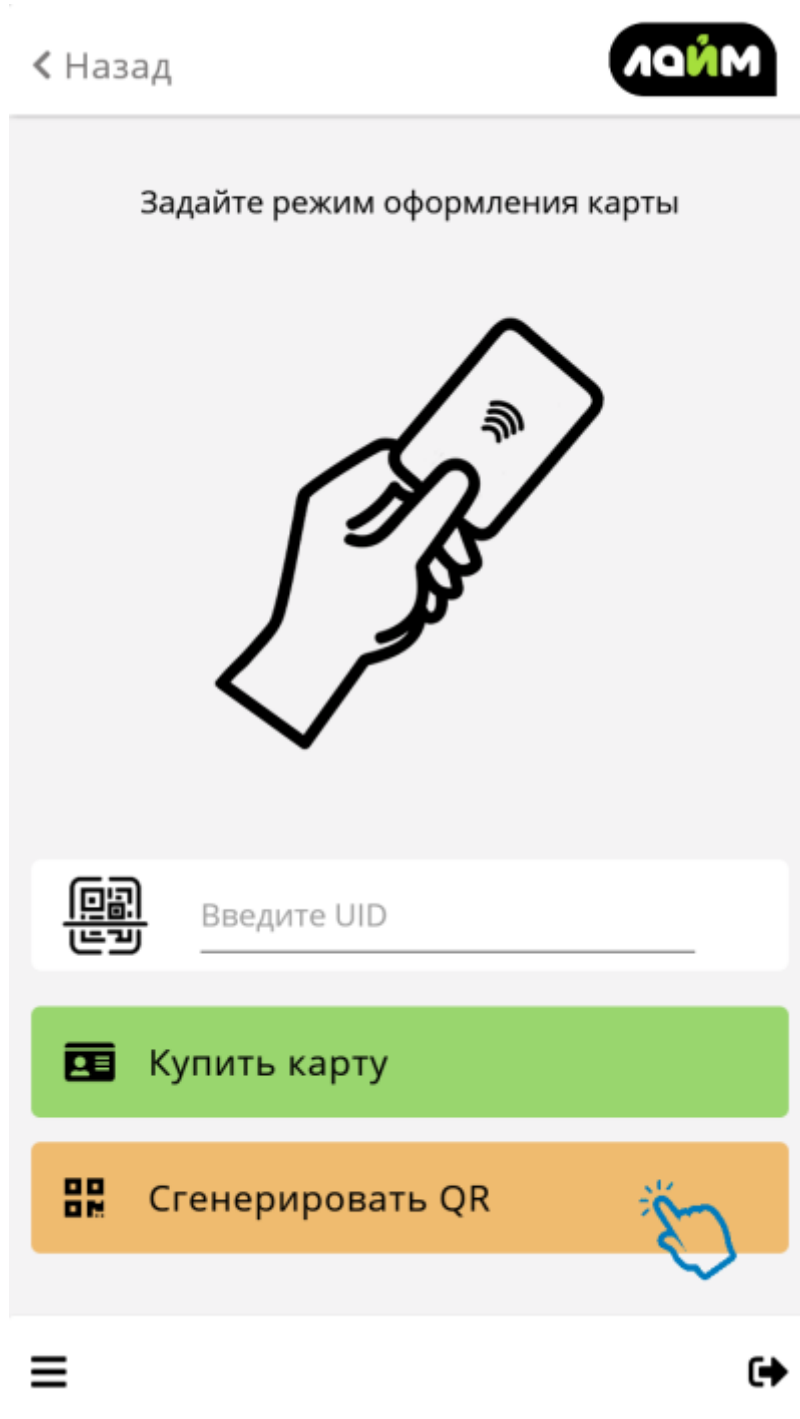 Назад
лайм
Задайте режим оформления карты
Введите UID
Купить карту
Сгенерировать QR